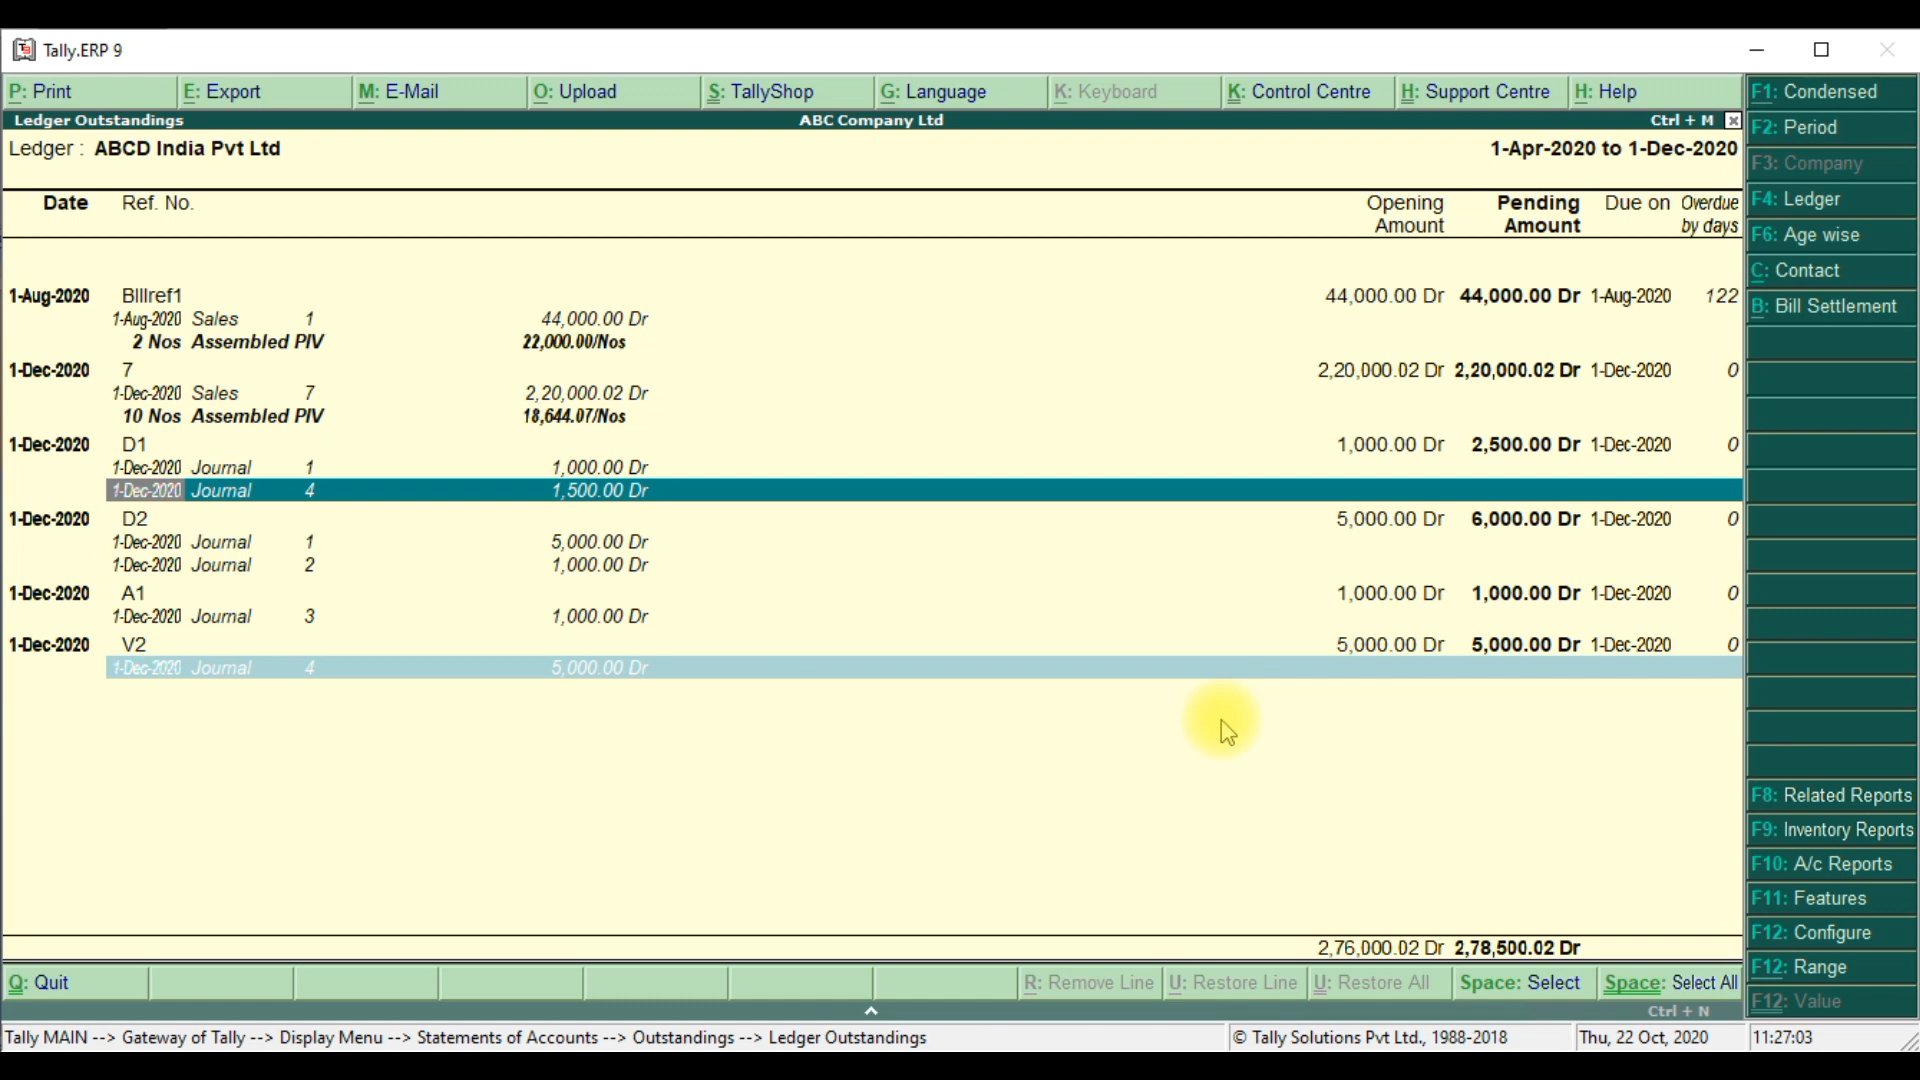 Tally.ERP 9
P: Print E: Export M: E-Mail O: Upload S: TallyShop G: Language K: Keyboard K: Control Centre H: Support Centre H: Help
Ledger Outstandings ABC Company Ltd Ctrl + M
Ledger : ABCD India Pvt Ltd 1-Apr-2020 to 1-Dec-2020
Date Ref. No. Opening Amount Pending Amount Due on Overdue by days
1-Aug-2020 BIllref1 44,000.00 Dr 44,000.00 Dr 1-Aug-2020 122
1-Aug-2020 Sales 1 44,000.00 Dr
2 Nos Assembled PIV 22,000.00/Nos
1-Dec-2020 7 2,20,000.02 Dr 2,20,000.02 Dr 1-Dec-2020 0
1-Dec-2020 Sales 7 2,20,000.02 Dr
10 Nos Assembled PIV 18,644.07/Nos
1-Dec-2020 D1 1,000.00 Dr 2,500.00 Dr 1-Dec-2020 0
1-Dec-2020 Journal 1 1,000.00 Dr
1-Dec-2020 Journal 4 1,500.00 Dr
1-Dec-2020 D2 5,000.00 Dr 6,000.00 Dr 1-Dec-2020 0
1-Dec-2020 Journal 1 5,000.00 Dr
1-Dec-2020 Journal 2 1,000.00 Dr
1-Dec-2020 A1 1,000.00 Dr 1,000.00 Dr 1-Dec-2020 0
1-Dec-2020 Journal 3 1,000.00 Dr
1-Dec-2020 V2 5,000.00 Dr 5,000.00 Dr 1-Dec-2020 0
1-Dec-2020 Journal 4 5,000.00 Dr
2,76,000.02 Dr 2,78,500.02 Dr
Q: Quit R: Remove Line U: Restore Line U: Restore All Space: Select Space: Select All
Ctrl + N
F1: Condensed
F2: Period
F3: Company
F4: Ledger
F6: Age wise
C: Contact
B: Bill Settlement
F8: Related Reports
F9: Inventory Reports
F10: A/c Reports
F11: Features
F12: Configure
F12: Range
F12: Value
Tally MAIN --> Gateway of Tally --> Display Menu --> Statements of Accounts --> Outstandings --> Ledger Outstandings © Tally Solutions Pvt Ltd., 1988-2018 Thu, 22 Oct, 2020 11:27:03